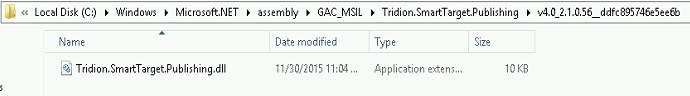 Local Disk (C:) ▸ Windows ▸ Microsoft.NET ▸ assembly ▸ GAC_MSIL ▸ Tridion.SmartTarget.Publishing ▸ v4.0_2.1.0.56__ddfc895746e5ee6b
Name Date modified Type Size
Tridion.SmartTarget.Publishing.dll 11/30/2015 11:04 ... Application extens... 10 KB